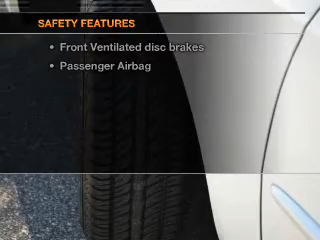 SAFETY FEATURES
• Front Ventilated disc brakes
• Passenger Airbag